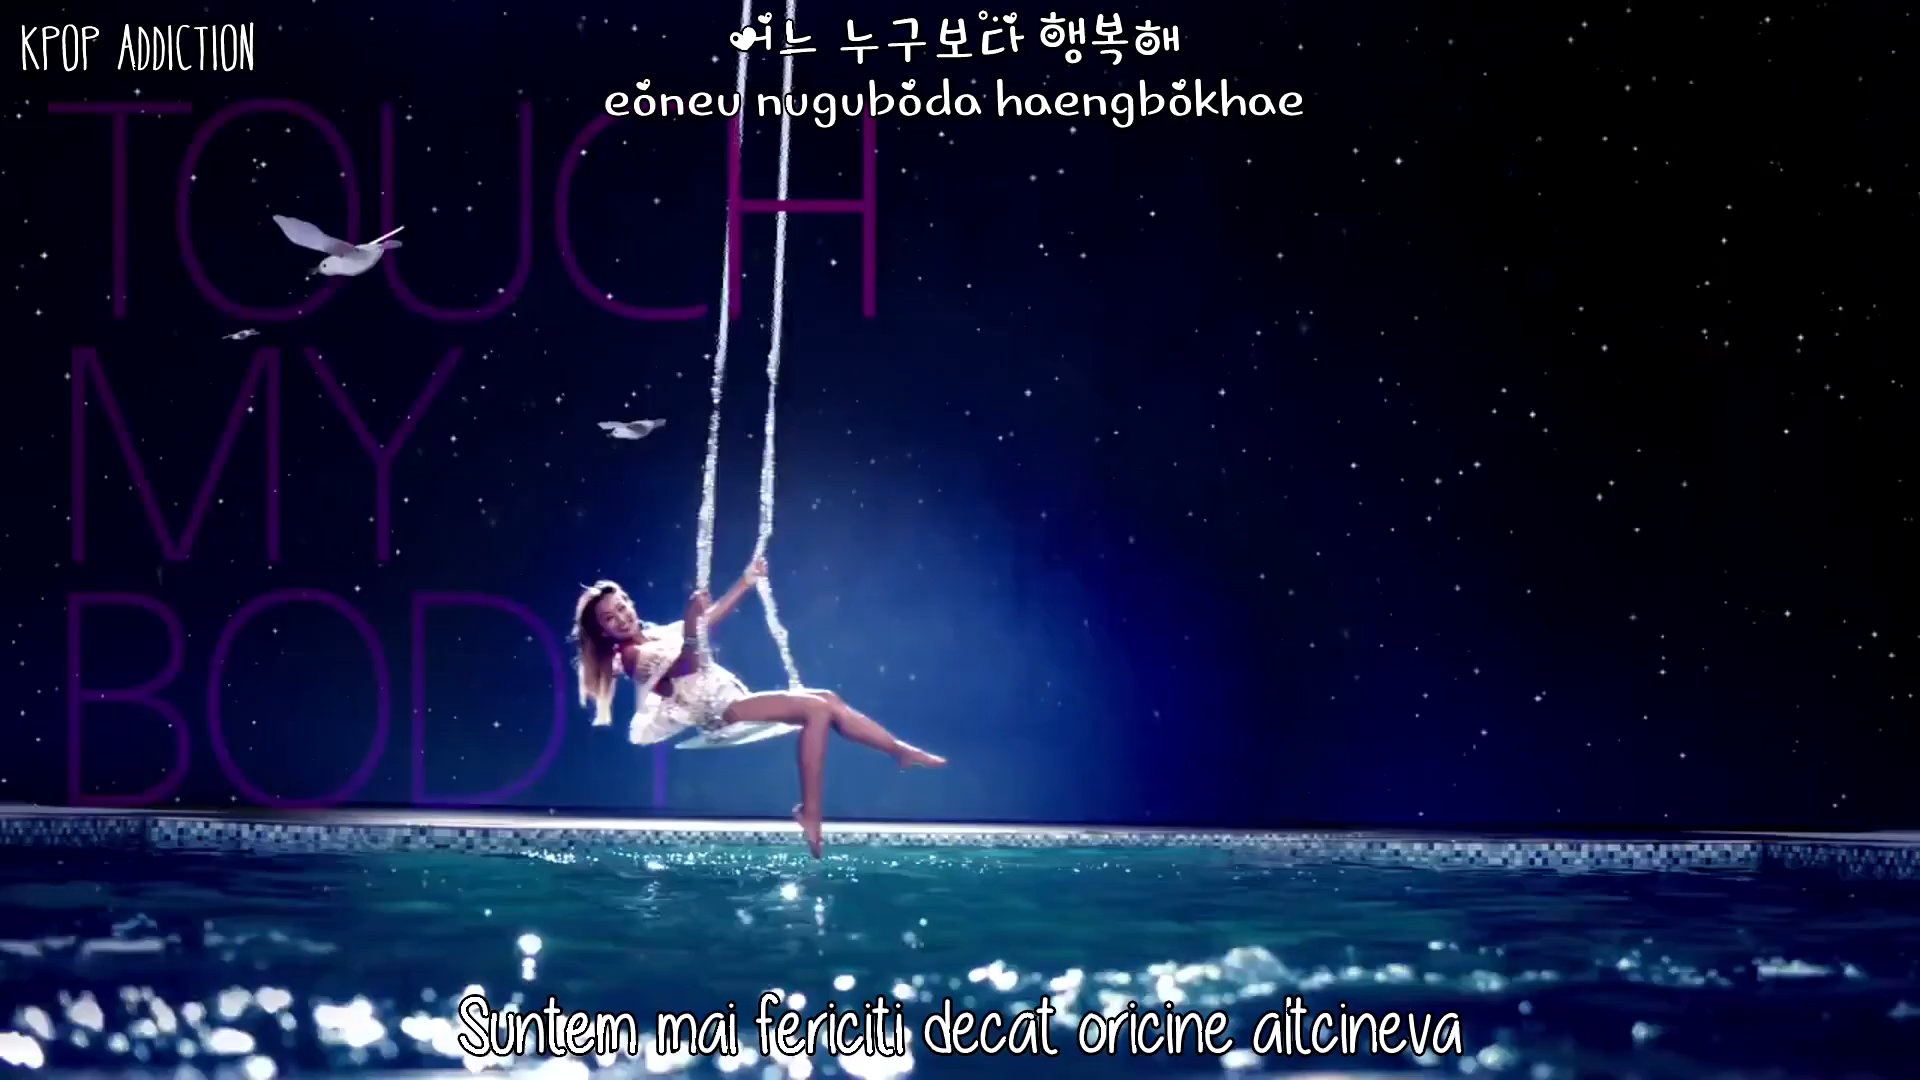 KPOP ADDICTION
어느 누구보다 행복해
eoneu nuguboda haengbokhae
TOUCH
MY
BODY
Suntem mai fericiti decat oricine altcineva